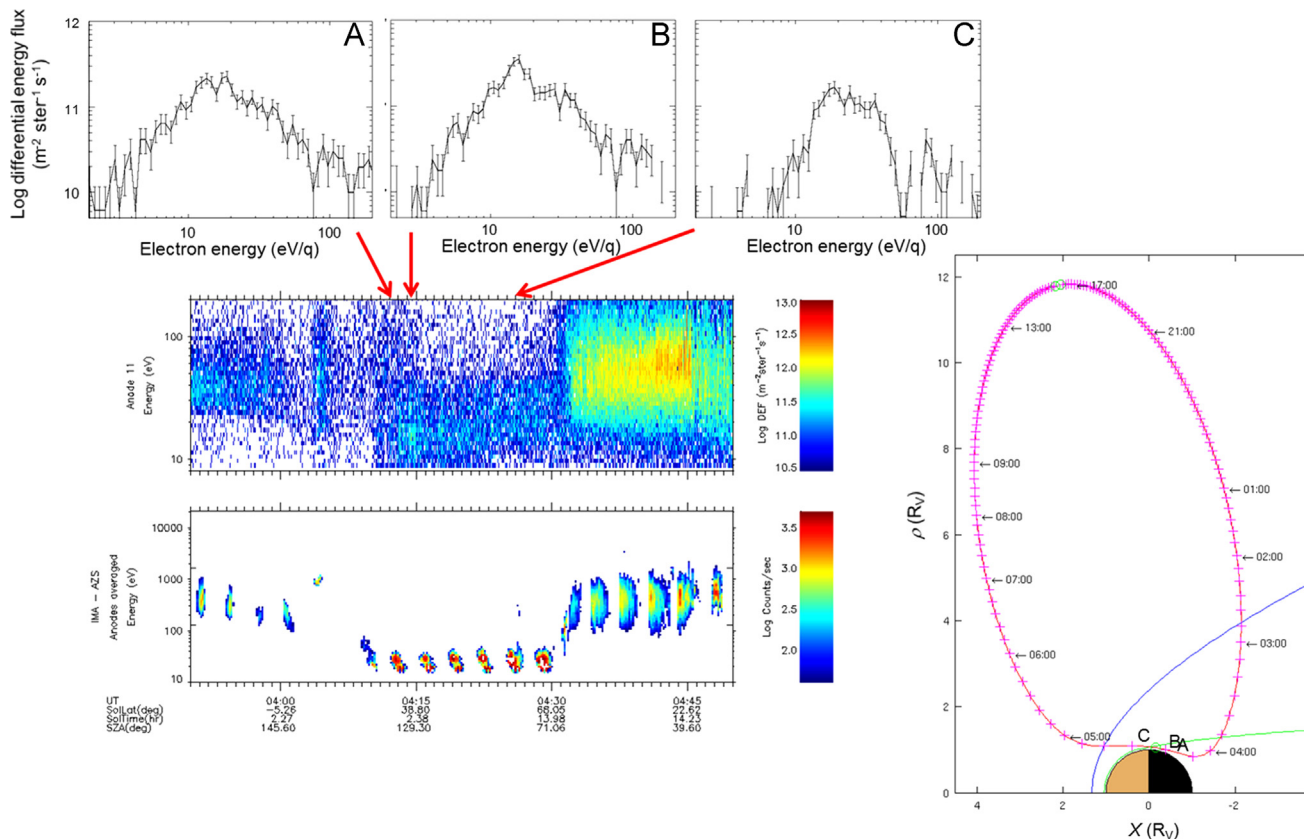 A
B
C
12
11
10
Log differential energy flux
(m⁻² ster⁻¹ s⁻¹)
10 100
10 100
10 100
Electron energy (eV/q)
Electron energy (eV/q)
Electron energy (eV/q)
Anode 11
Energy (eV)
100
10
13.0
12.5
12.0
11.5
11.0
10.5
Log DEF (m⁻²ster⁻¹s⁻¹)
IMA - AZS
Anodes averaged
Energy (eV)
10000
1000
100
10
3.5
3.0
2.5
2.0
Log Counts/sec
UT 04:00 04:15 04:30 04:45
SolLat(deg) -5.26 38.80 68.05 22.62
SolTime(hr) 2.27 2.38 13.98 14.23
SZA(deg) 145.60 129.30 71.06 39.60
12
10
8
6
4
2
0
ρ (R_V)
←17:00
←13:00
←21:00
←09:00
←01:00
←08:00
←02:00
←07:00
←03:00
←06:00
←05:00
←04:00
C
B
A
4 2 0 -2
X (R_V)